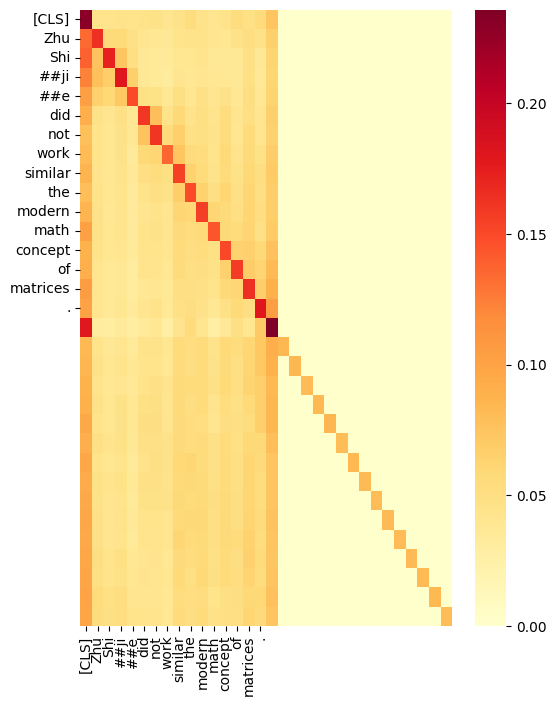 [CLS]
Zhu
Shi
##ji
##e
did
not
work
similar
the
modern
math
concept
of
matrices
.
[CLS]
Zhu
Shi
##ji
##e
did
not
work
similar
the
modern
math
concept
of
matrices
.
0.20
0.15
0.10
0.05
0.00